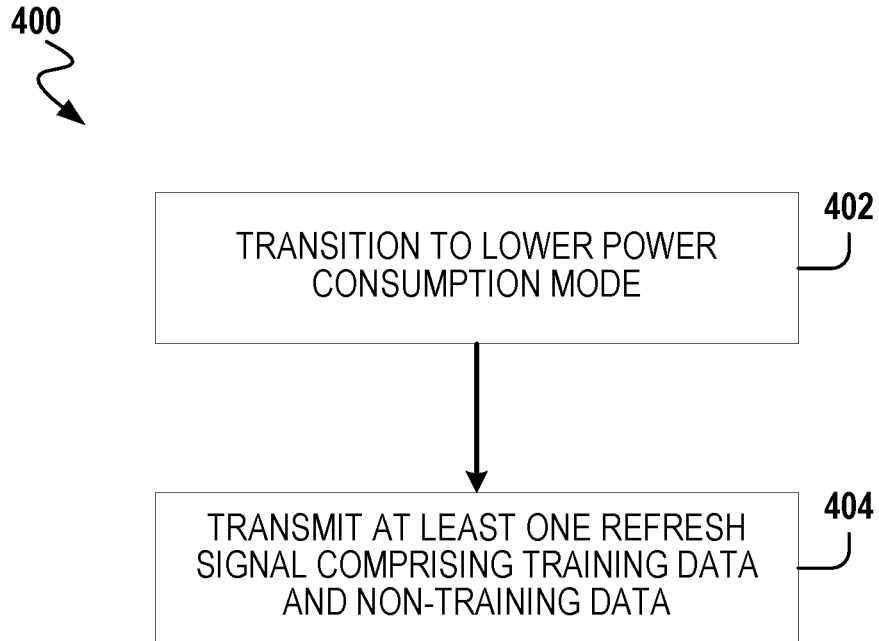 400
402
TRANSITION TO LOWER POWER
CONSUMPTION MODE
404
TRANSMIT AT LEAST ONE REFRESH
SIGNAL COMPRISING TRAINING DATA
AND NON-TRAINING DATA